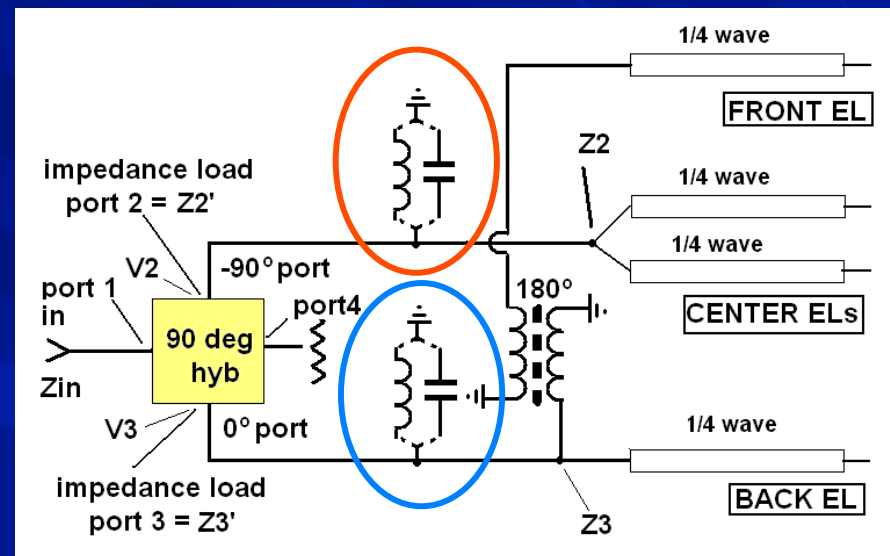 1/4 wave
FRONT EL
Z2
impedance load
port 2 = Z2'
1/4 wave
1/4 wave
V2
-90° port
port 1
in
port4
180°
CENTER ELs
90 deg
hyb
Zin
V3
0° port
1/4 wave
impedance load
port 3 = Z3'
BACK EL
Z3